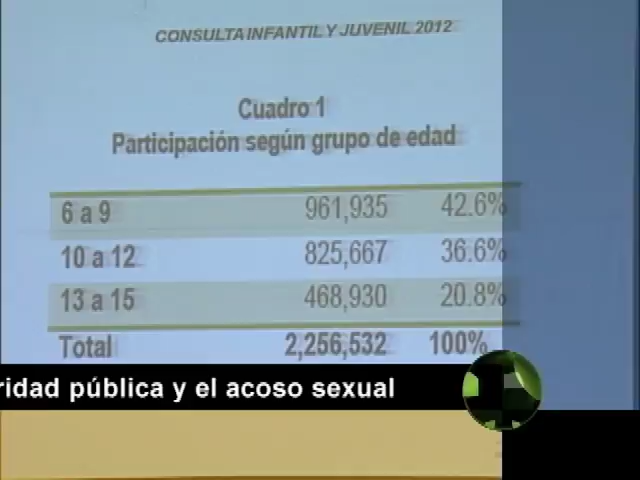 CONSULTA INFANTIL Y JUVENIL 2012
Cuadro 1
Participación según grupo de edad
6 a 9 961,935 42.6%
10 a 12 825,667 36.6%
13 a 15 468,930 20.8%
Total 2,256,532 100%
ridad pública y el acoso sexual